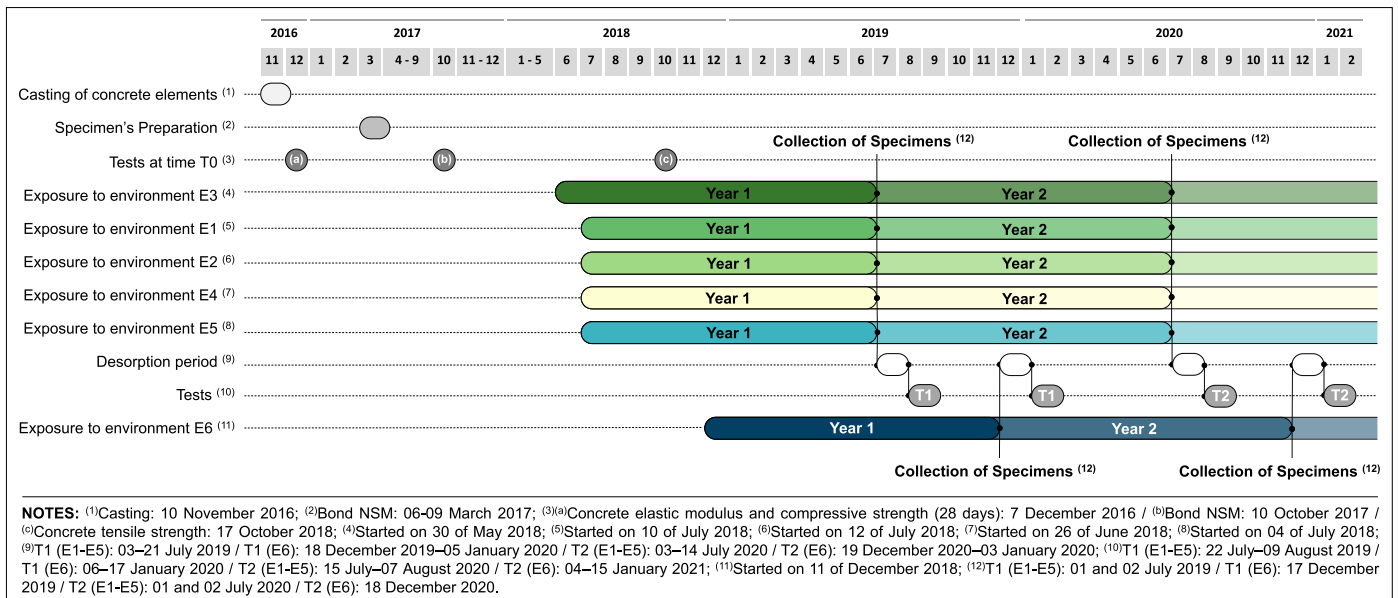 2016 2017 2018 2019 2020 2021
11 12 1 2 3 4 - 9 10 11 - 12 1 - 5 6 7 8 9 10 11 12 1 2 3 4 5 6 7 8 9 10 11 12 1 2 3 4 5 6 7 8 9 10 11 12 1 2
Casting of concrete elements (1)
Specimen's Preparation (2)
Collection of Specimens (12) Collection of Specimens (12)
Tests at time T0 (3) (a) (b) (c)
Exposure to environment E3 (4) Year 1 Year 2
Exposure to environment E1 (5) Year 1 Year 2
Exposure to environment E2 (6) Year 1 Year 2
Exposure to environment E4 (7) Year 1 Year 2
Exposure to environment E5 (8) Year 1 Year 2
Desorption period (9)
Tests (10) T1 T1 T2 T2
Exposure to environment E6 (11) Year 1 Year 2
Collection of Specimens (12) Collection of Specimens (12)
NOTES: (1)Casting: 10 November 2016; (2)Bond NSM: 06-09 March 2017; (3)(a)Concrete elastic modulus and compressive strength (28 days): 7 December 2016 / (b)Bond NSM: 10 October 2017 /
(c)Concrete tensile strength: 17 October 2018; (4)Started on 30 of May 2018; (5)Started on 10 of July 2018; (6)Started on 12 of July 2018; (7)Started on 26 of June 2018; (8)Started on 04 of July 2018;
(9)T1 (E1-E5): 03–21 July 2019 / T1 (E6): 18 December 2019–05 January 2020 / T2 (E1-E5): 03–14 July 2020 / T2 (E6): 19 December 2020–03 January 2020; (10)T1 (E1-E5): 22 July–09 August 2019 /
T1 (E6): 06–17 January 2020 / T2 (E1-E5): 15 July–07 August 2020 / T2 (E6): 04–15 January 2021; (11)Started on 11 of December 2018; (12)T1 (E1-E5): 01 and 02 July 2019 / T1 (E6): 17 December
2019 / T2 (E1-E5): 01 and 02 July 2020 / T2 (E6): 18 December 2020.